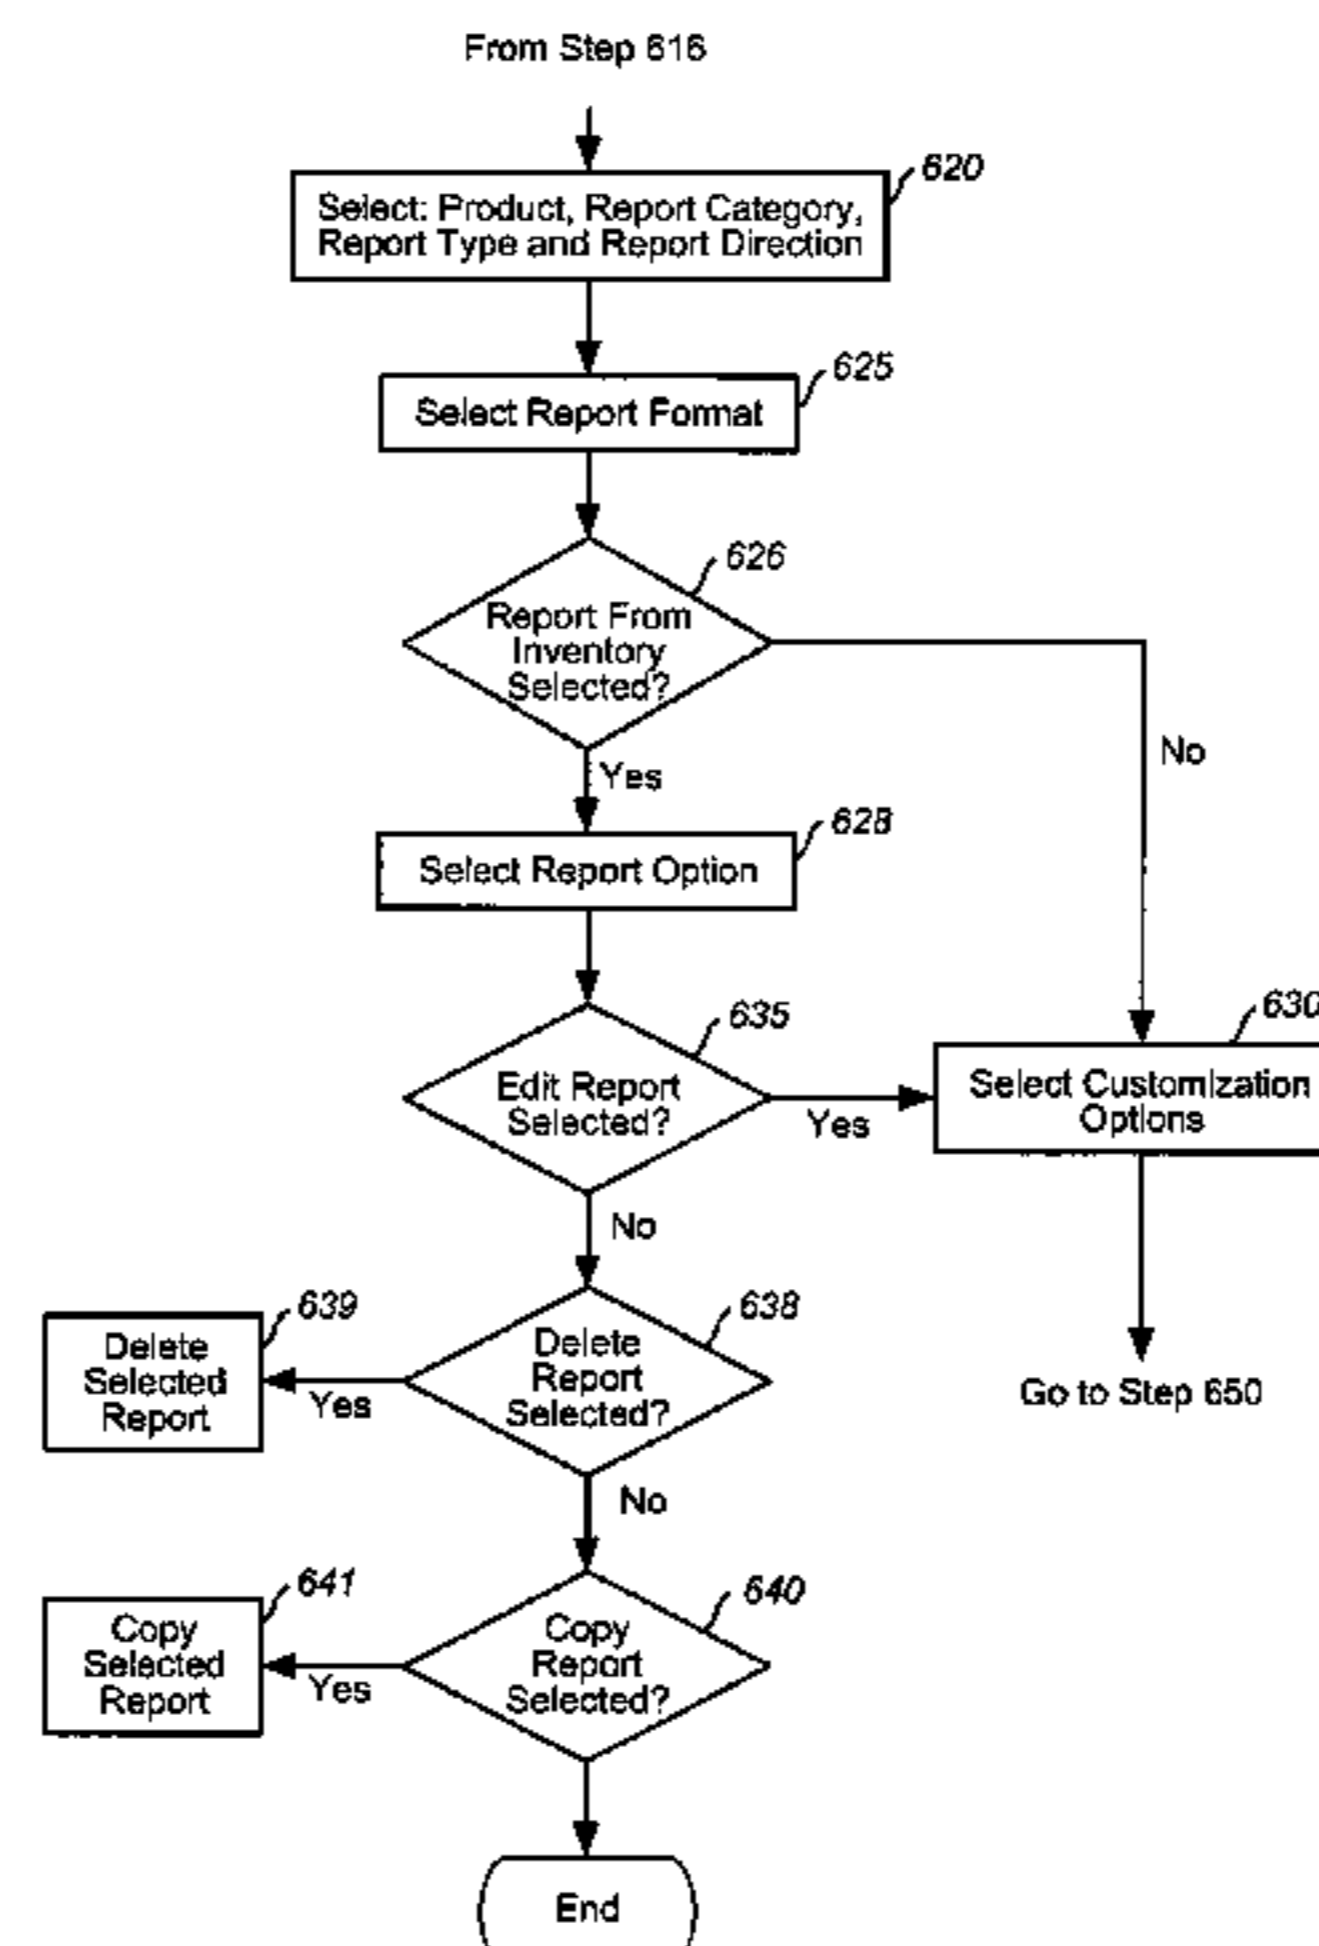 From Step 616
620
Select: Product, Report Category,
Report Type and Report Direction
625
Select Report Format
626
Report From
Inventory
Selected?
No
Yes
628
Select Report Option
635
Edit Report
Selected?
Yes
630
Select Customization
Options
No
639
Delete
Selected
Report
Yes
638
Delete
Report
Selected?
Go to Step 650
No
641
Copy
Selected
Report
Yes
640
Copy
Report
Selected?
End